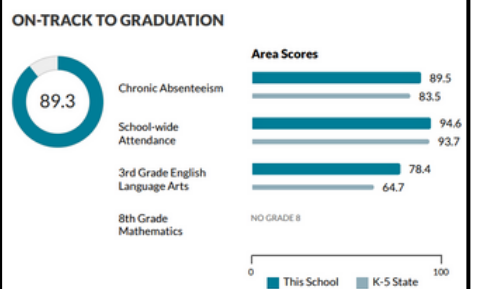 ON-TRACK TO GRADUATION
Area Scores
89.3
Chronic Absenteeism
89.5
83.5
School-wide
Attendance
94.6
93.7
3rd Grade English
Language Arts
78.4
64.7
8th Grade
Mathematics
NO GRADE 8
0
100
This School
K-5 State